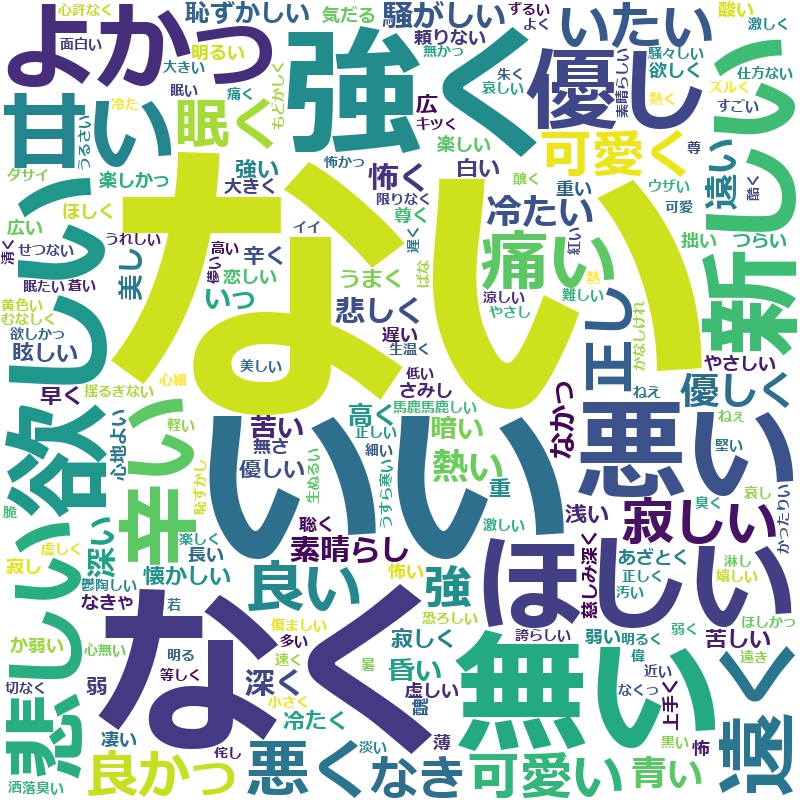 心許なく
恥ずかしい
気だる
騒がしい
ずるい
よく
酸い
激しく
よかっ
面白い
明るい
大きい
頼りない
いたい
無かっ
騒々しい
欲しく
仕方ない
強く
優し
眠い
痛く
哀しい
朱く
素晴らしい
熱く
ズルく
すごい
甘い
冷た
眠く
もどかしく
広
キッく
しい
うるさい
楽しい
可愛く
尊
ダサイ
楽しかっ
強い
大きく
怖かっ
怖く
白い
醜く
重い
ウザい
遠い
酷く
ほしく
限りなく
冷たい
可愛
広い
清く
せつない
うれしい
美し
高い
儚い
辛く
イイ
尊く
遅く
痛い
紅い
拙い
つらい
ない
眠たい
蒼い
恋しい
うまく
ばな
涼しい
熱
難しい
新しい
黄色い
むなしく
いっ
悲しく
やさし
正し
かなしけれ
欲しかっ
眩しい
遅い
生温く
欲しい
揺るぎない
心細
美しい
低い
さみし
やさしい
早く
心地よい
軽い
苦い
高く
馬鹿馬鹿しい
なかっ
ねえ
優しく
辛い
恥ずかし
無さ
正しい
細い
暗い
悪い
ねぇ
堅い
哀し
優しい
生ぬるい
うすら寒い
熱い
臭く
かったりい
脆
深い
いい
重
浅い
寂しい
虚しく
楽しく
聡く
素晴らし
激しい
寂し
鬱陶しい
長い
懐かしい
良い
怖い
強
ほしい
慈しみ深く
あざとく
淋し
嬉しい
悲しい
なきゃ
若
正しく
汚い
か弱い
心無い
傷ましい
恐ろしい
誇らしい
弱い
明るく
弱く
ほしかっ
なく
明る
多い
寂しく
苦しい
切なく
弱
等しく
深く
速く
暑
昏い
無い
偉
近い
遠き
小さく
虚しい
醜
なくっ
上手く
遠く
凄い
冷たく
薄
黒い
洒落臭い
侘し
淡い
怖
良かっ
悪く
なき
可愛い
青い